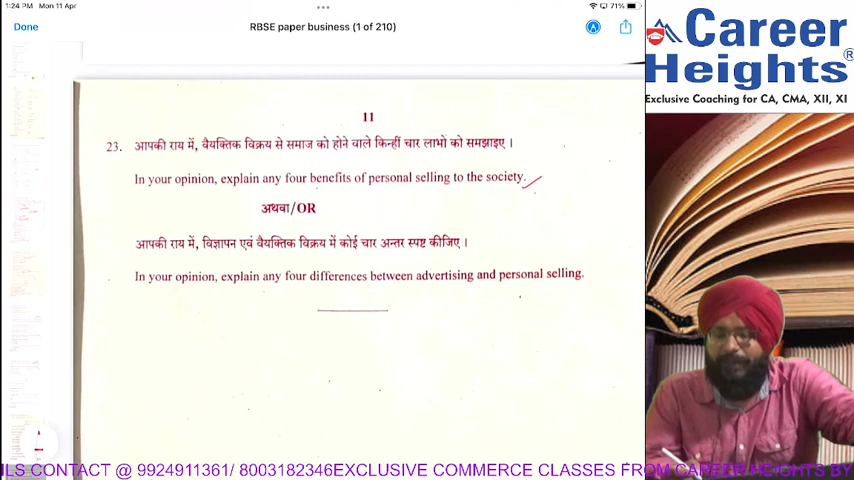 1:24 PM Mon 11 Apr
71%
Done
RBSE paper business (1 of 210)
Career
Heights®
Exclusive Coaching for CA, CMA, XII, XI
11
23. आपकी राय में, वैयक्तिक विक्रय से समाज को होने वाले किन्हीं चार लाभों को समझाइए ।
In your opinion, explain any four benefits of personal selling to the society.
अथवा/OR
आपकी राय में, विज्ञापन एवं वैयक्तिक विक्रय में कोई चार अन्तर स्पष्ट कीजिए ।
In your opinion, explain any four differences between advertising and personal selling.
ILS CONTACT @ 9924911361/ 8003182346EXCLUSIVE COMMERCE CLASSES FROM CAREER HEIGHTS BY